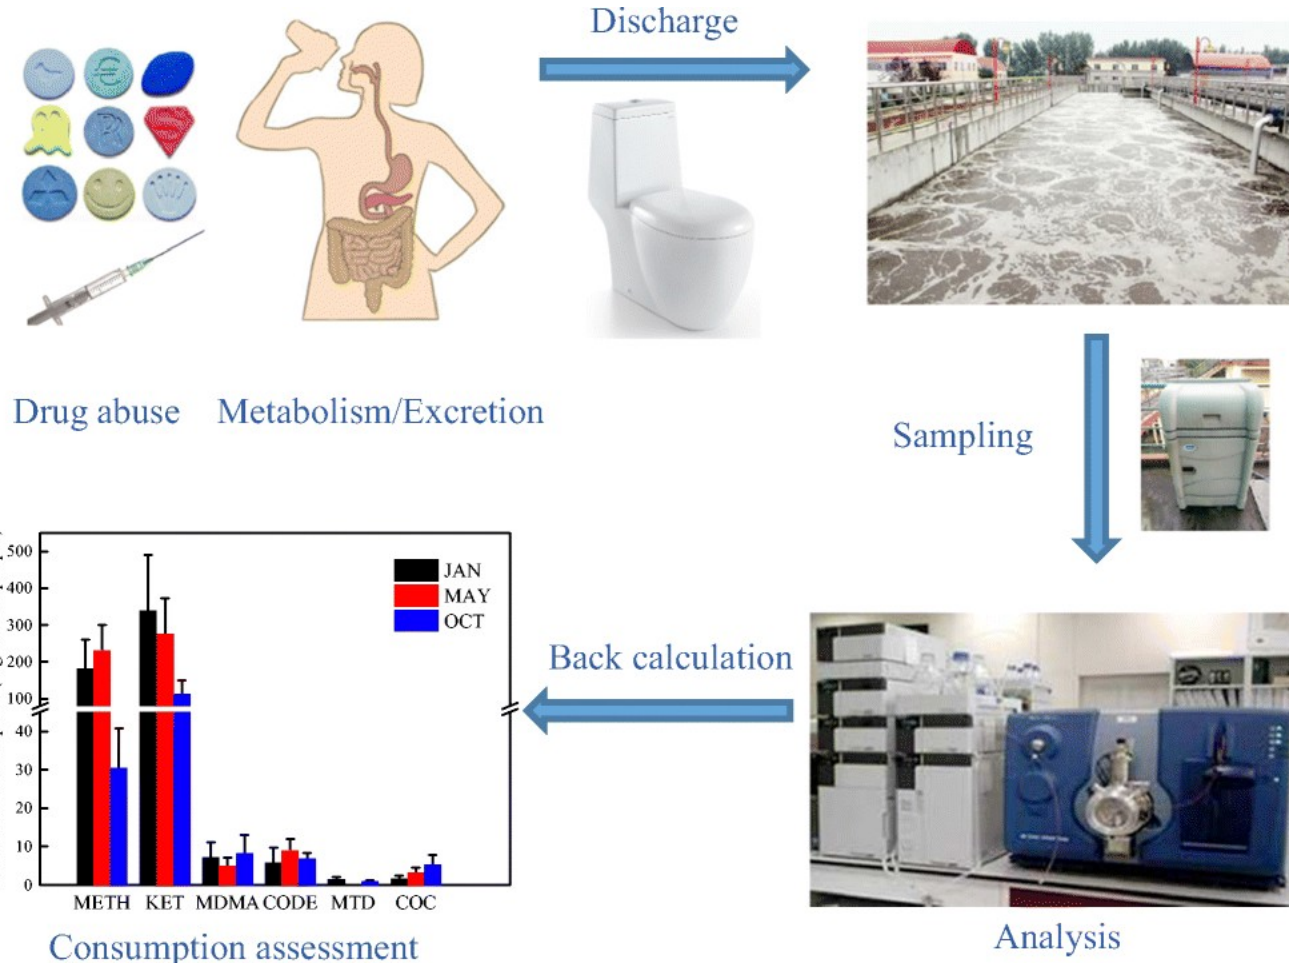 Discharge
Drug abuse
Metabolism/Excretion
Sampling
500
400
300
200
100
40
30
20
10
0
JAN
MAY
OCT
METH KET MDMA CODE MTD COC
Back calculation
Consumption assessment
Analysis